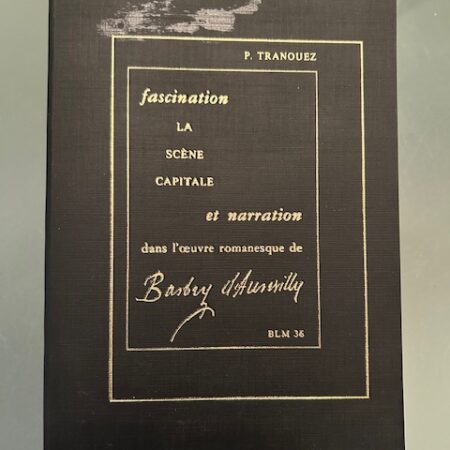 P. TRANOUEZ
fascination
LA
SCÈNE
CAPITALE
et narration
dans l'œuvre romanesque de
Barbey d'Aurevilly
BLM 36